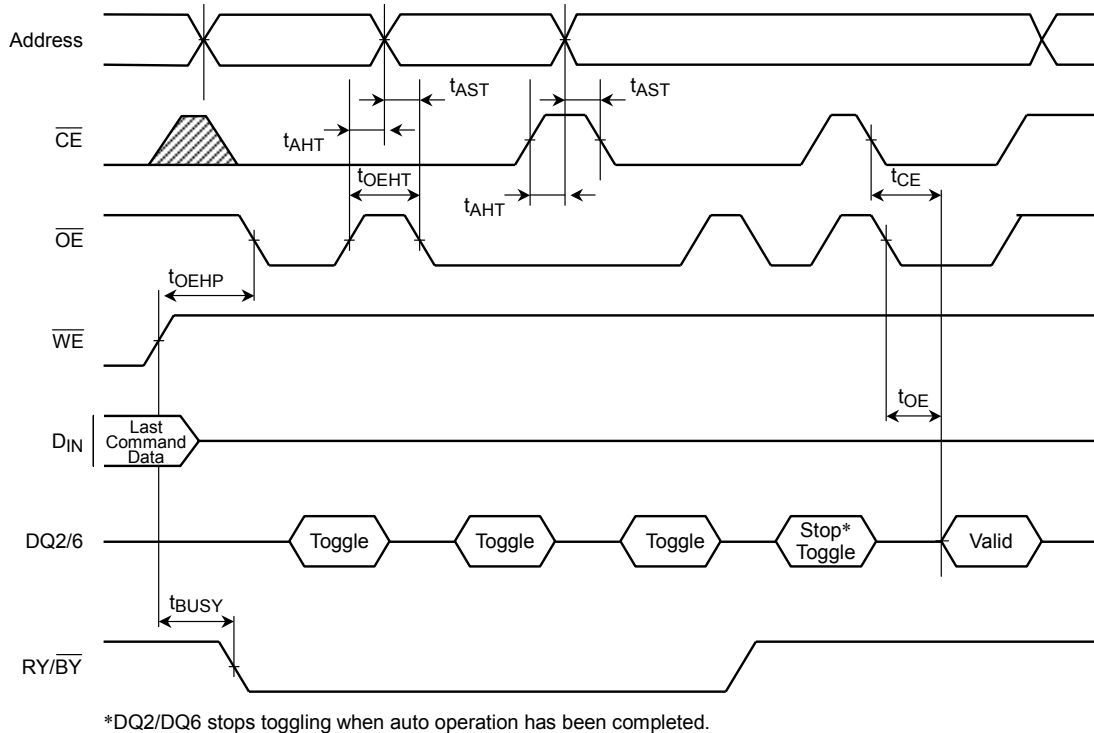 Address
tAST
tAST
CE
tAHT
tCE
tOEHT
tAHT
OE
tOEHP
WE
tOE
DIN
Last
Command
Data
DQ2/6
Toggle
Toggle
Toggle
Stop*
Toggle
Valid
tBUSY
RY/BY
*DQ2/DQ6 stops toggling when auto operation has been completed.